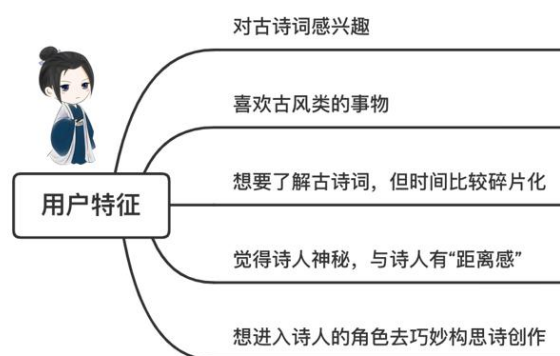 对古诗词感兴趣
喜欢古风类的事物
想要了解古诗词，但时间比较碎片化
用户特征
觉得诗人神秘，与诗人有“距离感”
想进入诗人的角色去巧妙构思诗创作